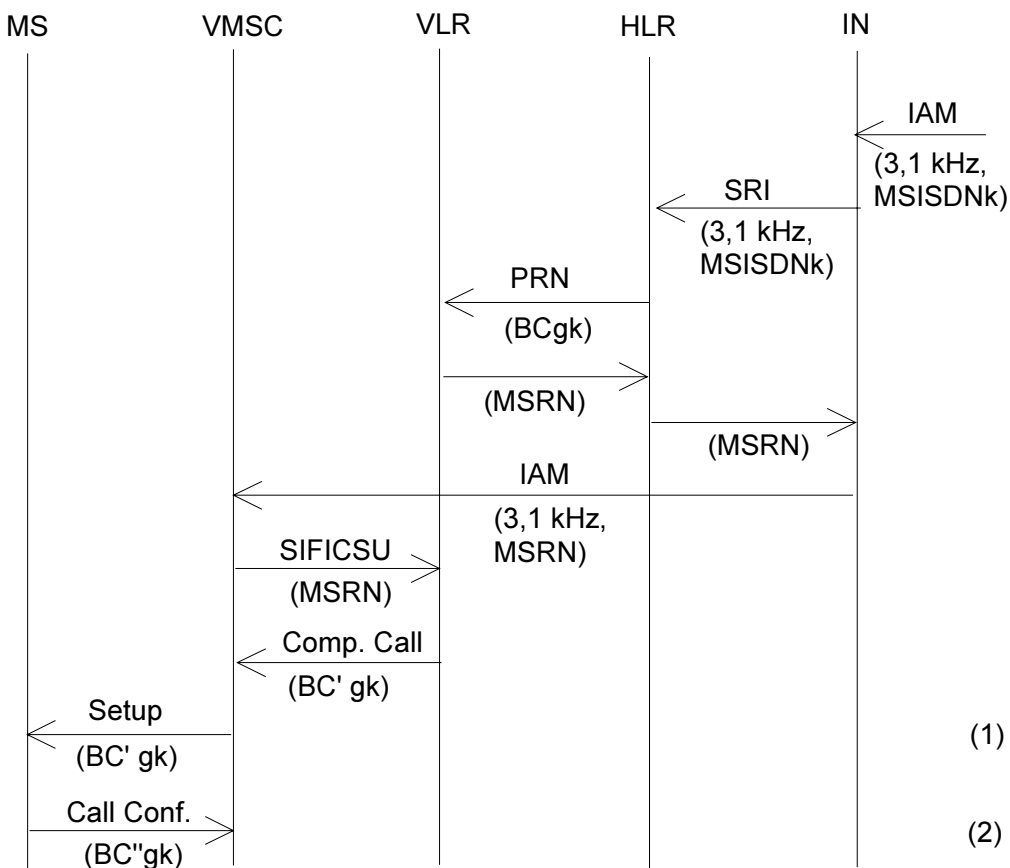 MS VMSC VLR HLR IN
IAM
(3,1 kHz,
MSISDNk)
SRI
(3,1 kHz,
MSISDNk)
PRN
(BCgk)
(MSRN)
(MSRN)
IAM
(3,1 kHz,
MSRN)
SIFICSU
(MSRN)
Comp. Call
(BC' gk)
Setup
(BC' gk)
(1)
Call Conf.
(BC''gk)
(2)